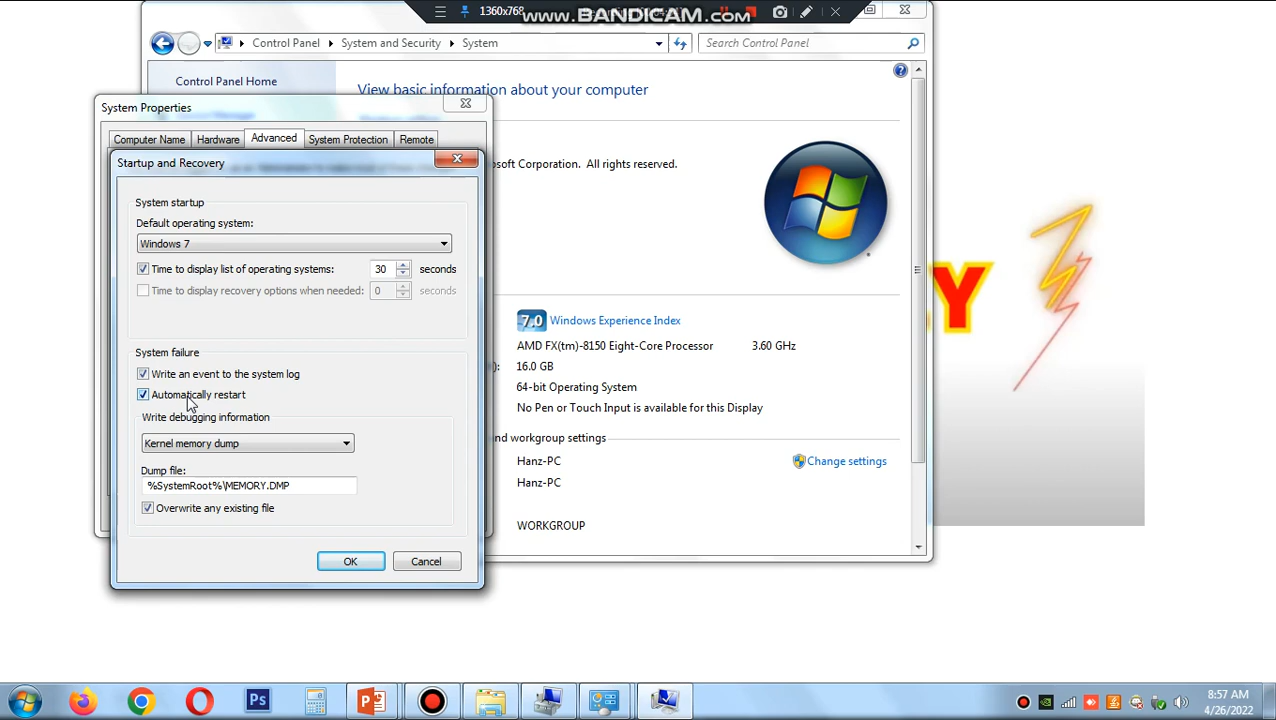 1360x768
www.BANDICAM.com
Control Panel
System and Security
System
Search Control Panel
Control Panel Home
View basic information about your computer
System Properties
Computer Name
Hardware
Advanced
System Protection
Remote
Startup and Recovery
osoft Corporation. All rights reserved.
System startup
Default operating system:
Windows 7
Time to display list of operating systems:
30
seconds
Time to display recovery options when needed:
0
seconds
Y
7.0
Windows Experience Index
AMD FX(tm)-8150 Eight-Core Processor
3.60 GHz
System failure
):
16.0 GB
Write an event to the system log
64-bit Operating System
Automatically restart
No Pen or Touch Input is available for this Display
Write debugging information
nd workgroup settings
Kernel memory dump
Hanz-PC
Change settings
Dump file:
Hanz-PC
%SystemRoot%\MEMORY.DMP
Overwrite any existing file
WORKGROUP
OK
Cancel
Ps
8:57 AM
4/26/2022